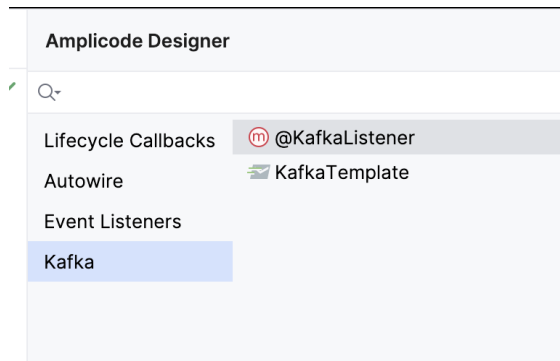 Amplicode Designer
Lifecycle Callbacks
Autowire
Event Listeners
Kafka
@KafkaListener
KafkaTemplate